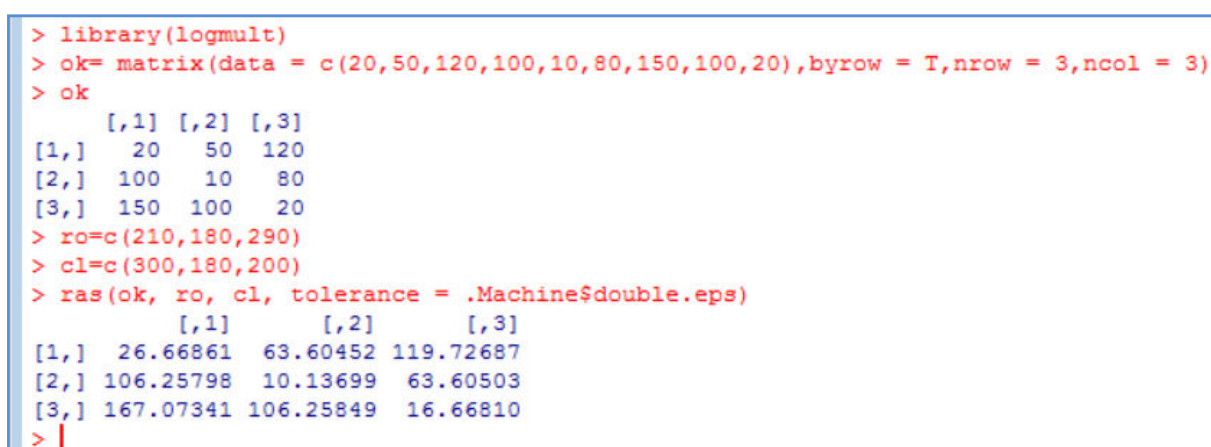 > library(logmult)
> ok= matrix(data = c(20,50,120,100,10,80,150,100,20),byrow = T,nrow = 3,ncol = 3)
> ok
     [,1] [,2] [,3]
[1,]   20   50  120
[2,]  100   10   80
[3,]  150  100   20
> ro=c(210,180,290)
> cl=c(300,180,200)
> ras(ok, ro, cl, tolerance = .Machine$double.eps)
          [,1]      [,2]      [,3]
[1,]  26.66861  63.60452 119.72687
[2,] 106.25798  10.13699  63.60503
[3,] 167.07341 106.25849  16.66810
>